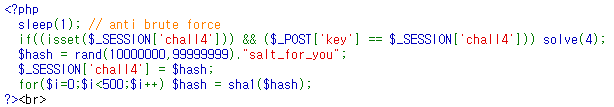 <?php
  sleep(1); // anti brute force
  if((isset($_SESSION['chall4'])) && ($_POST['key'] == $_SESSION['chall4'])) solve(4);
  $hash = rand(10000000,99999999)."salt_for_you";
  $_SESSION['chall4'] = $hash;
  for($i=0;$i<500;$i++) $hash = sha1($hash);
?><br>